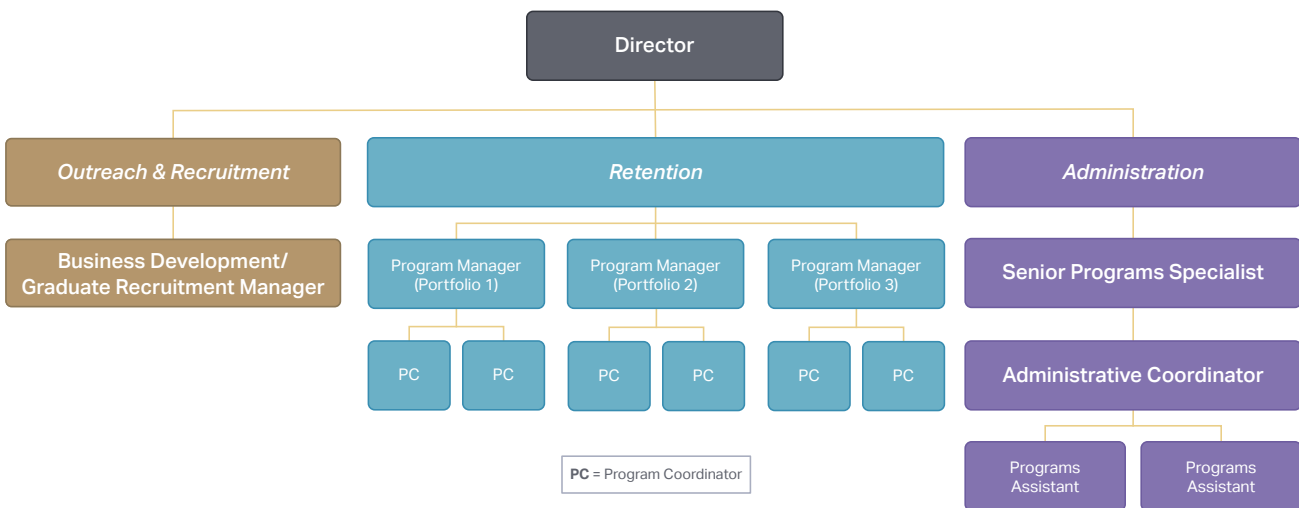 Director
Outreach & Recruitment
Retention
Administration
Business Development/
Graduate Recruitment Manager
Program Manager
(Portfolio 1)
Program Manager
(Portfolio 2)
Program Manager
(Portfolio 3)
Senior Programs Specialist
PC
PC
PC
PC
PC
PC
Administrative Coordinator
Programs
Assistant
Programs
Assistant
PC = Program Coordinator